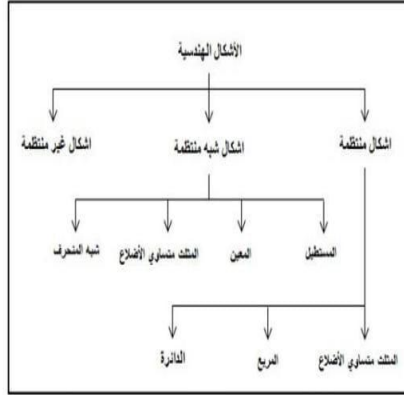 الأشكال الهندسية
اشكال منتظمة
اشكال شبه منتظمة
اشكال غير منتظمة
المستطيل
المعين
المثلث متساوي الأضلاع
شبه المنحرف
المثلث متساوي الأضلاع
المربع
الدائرة